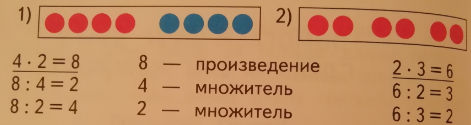 1) 2)
4 · 2 = 8 8 — произведение 2 · 3 = 6
8 : 4 = 2 4 — множитель 6 : 2 = 3
8 : 2 = 4 2 — множитель 6 : 3 = 2